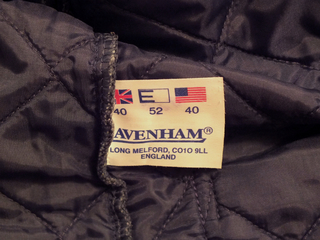 E
40 52 40
AVENHAM®
LONG MELFORD, CO10 9LL
ENGLAND